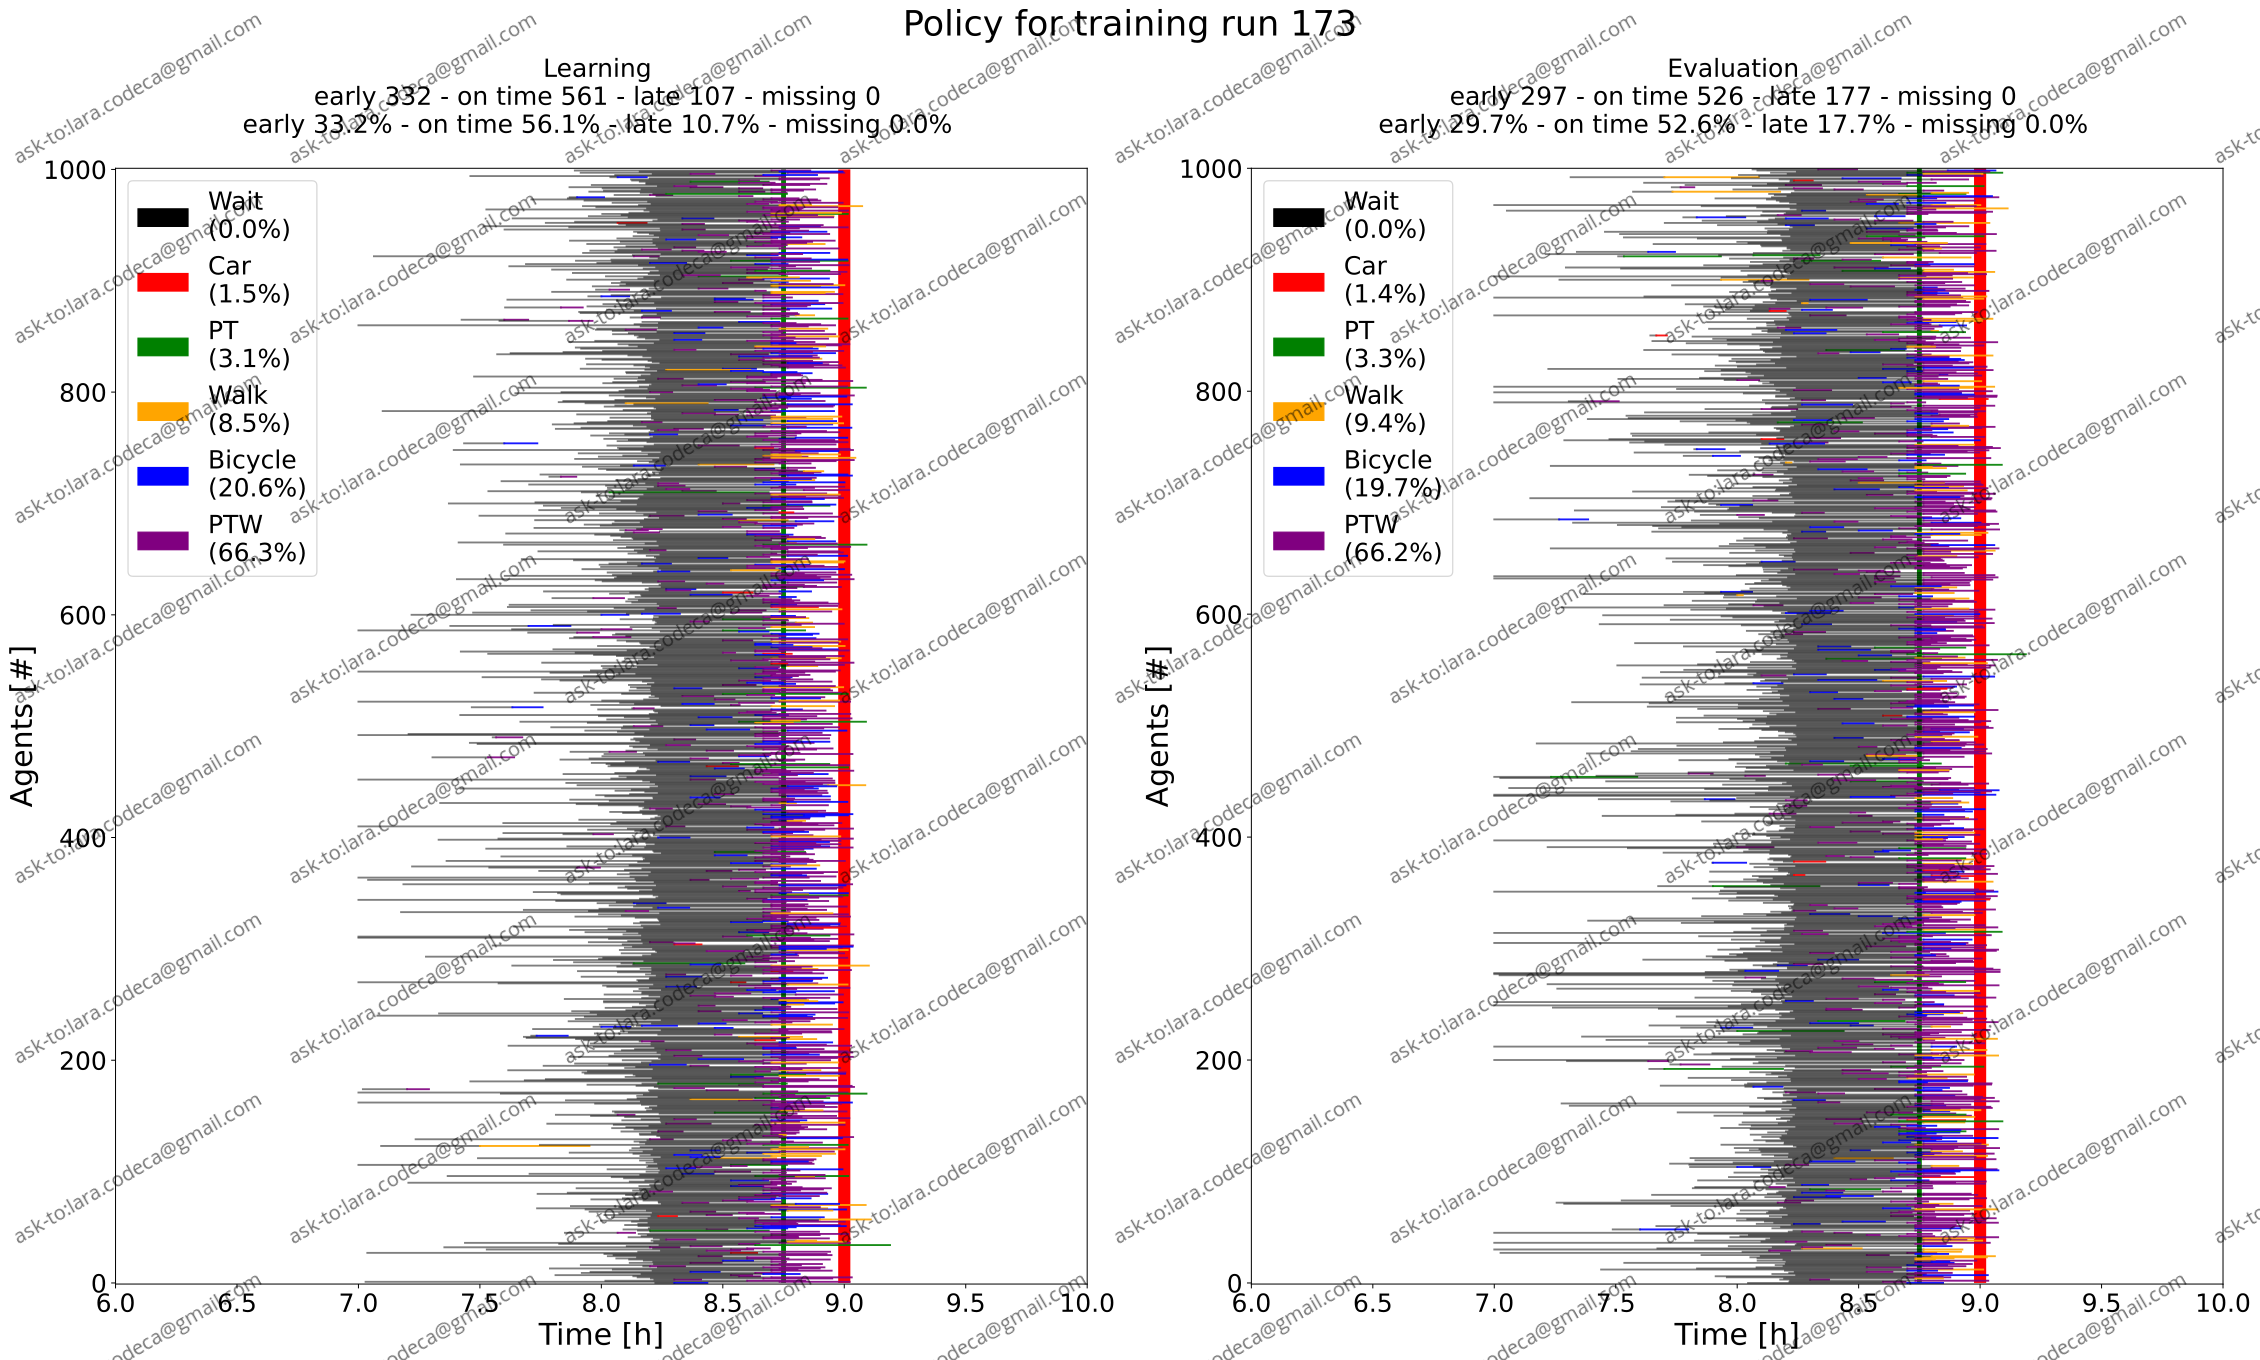 Policy for training run 173
Learning
early 332 - on time 561 - late 107 - missing 0
early 33.2% - on time 56.1% - late 10.7% - missing 0.0%
1000
800
600
400
200
0
Agents [#]
Wait
(0.0%)
Car
(1.5%)
PT
(3.1%)
Walk
(8.5%)
Bicycle
(20.6%)
PTW
(66.3%)
6.0 6.5 7.0 7.5 8.0 8.5 9.0 9.5 10.0
Time [h]
Evaluation
early 297 - on time 526 - late 177 - missing 0
early 29.7% - on time 52.6% - late 17.7% - missing 0.0%
1000
800
600
400
200
0
Agents [#]
Wait
(0.0%)
Car
(1.4%)
PT
(3.3%)
Walk
(9.4%)
Bicycle
(19.7%)
PTW
(66.2%)
6.0 6.5 7.0 7.5 8.0 8.5 9.0 9.5 10.0
Time [h]
ask-to:lara.codeca@gmail.com